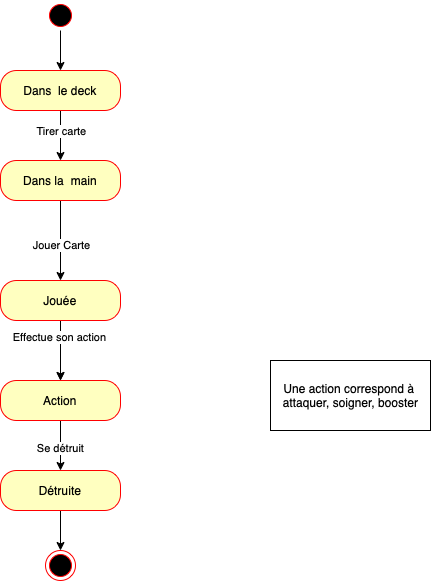 Dans le deck
Tirer carte
Dans la main
Jouer Carte
Jouée
Effectue son action
Action
Une action correspond à
attaquer, soigner, booster
Se détruit
Détruite